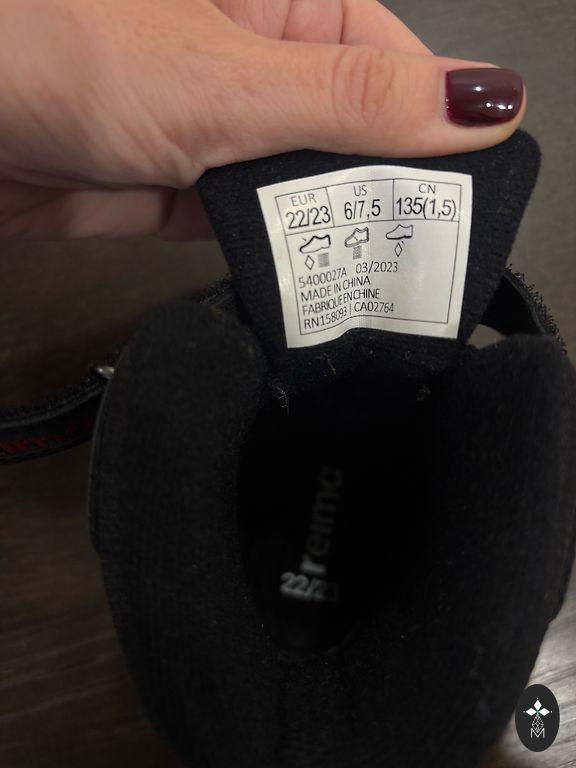 EUR US CN
22/23 6/7,5 135(1,5)
5400027A 03/2023
MADE IN CHINA
FABRIQUE EN CHINE
RN158093 CA02764
reima
22/23
M